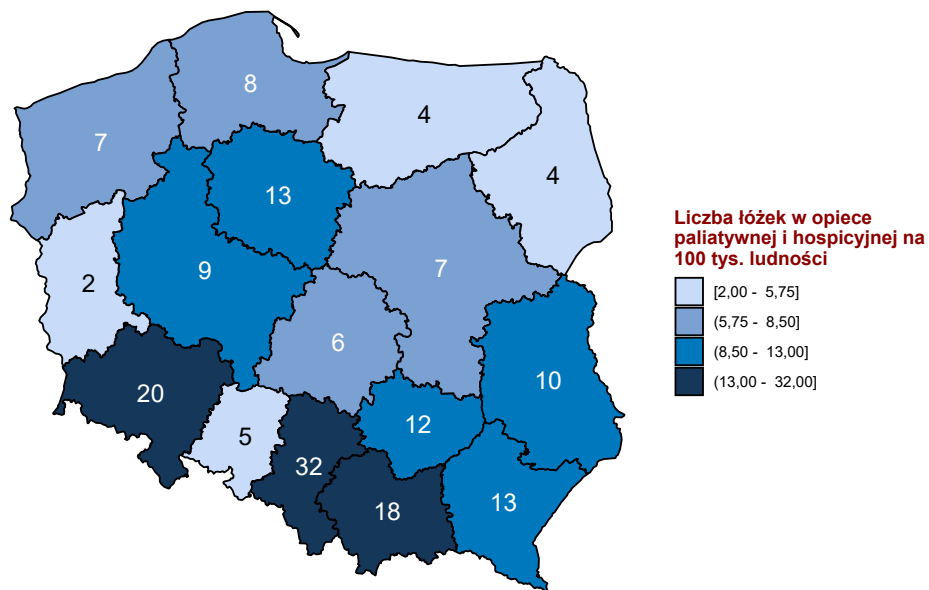 8
4
7
4
13
Liczba łóżek w opiece
paliatywnej i hospicyjnej na
100 tys. ludności
7
9
2
[2,00 - 5,75]
(5,75 - 8,50]
6
(8,50 - 13,00]
10
(13,00 - 32,00]
20
12
5
32
13
18